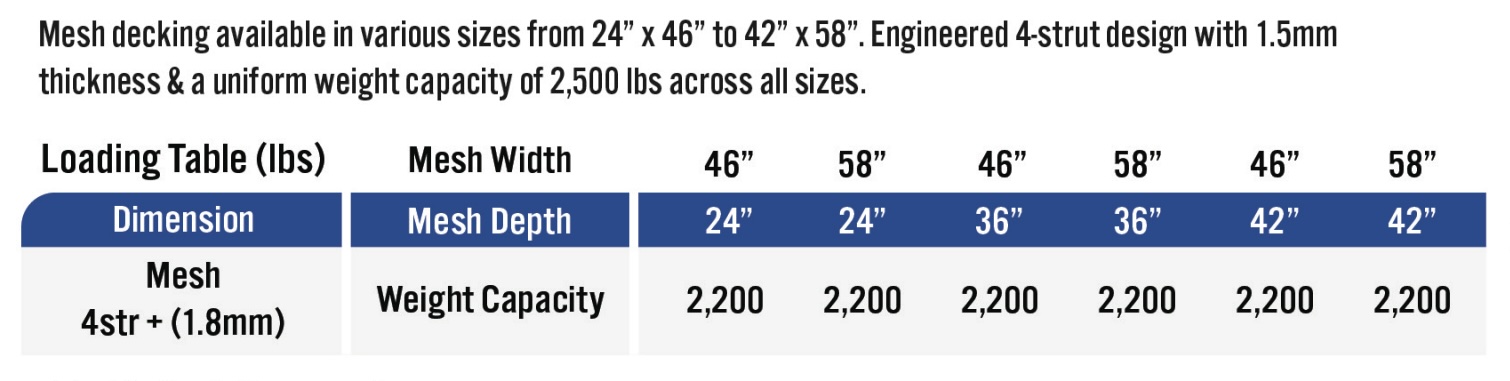 Mesh decking available in various sizes from 24” x 46” to 42” x 58”. Engineered 4-strut design with 1.5mm
thickness & a uniform weight capacity of 2,500 lbs across all sizes.
Loading Table (lbs) Mesh Width 46” 58” 46” 58” 46” 58”
Dimension Mesh Depth 24” 24” 36” 36” 42” 42”
Mesh
4str + (1.8mm) Weight Capacity 2,200 2,200 2,200 2,200 2,200 2,200